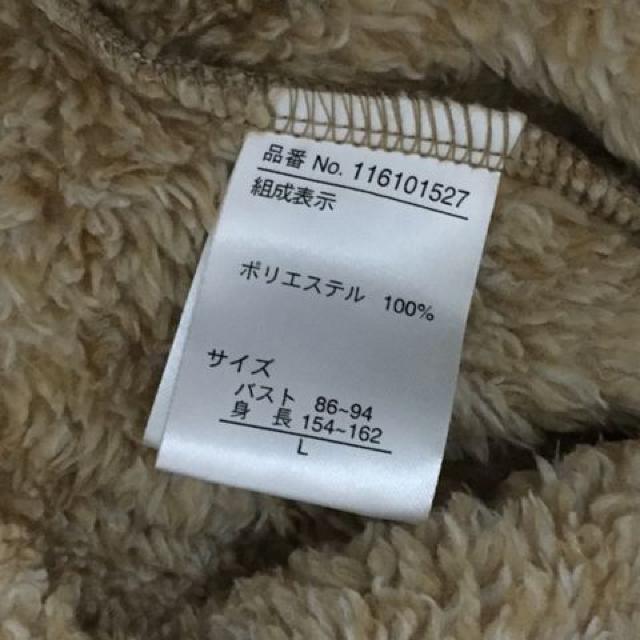 品番 No. 116101527
組成表示
ポリエステル 100%
サイズ
バスト 86~94
身 長 154~162
L